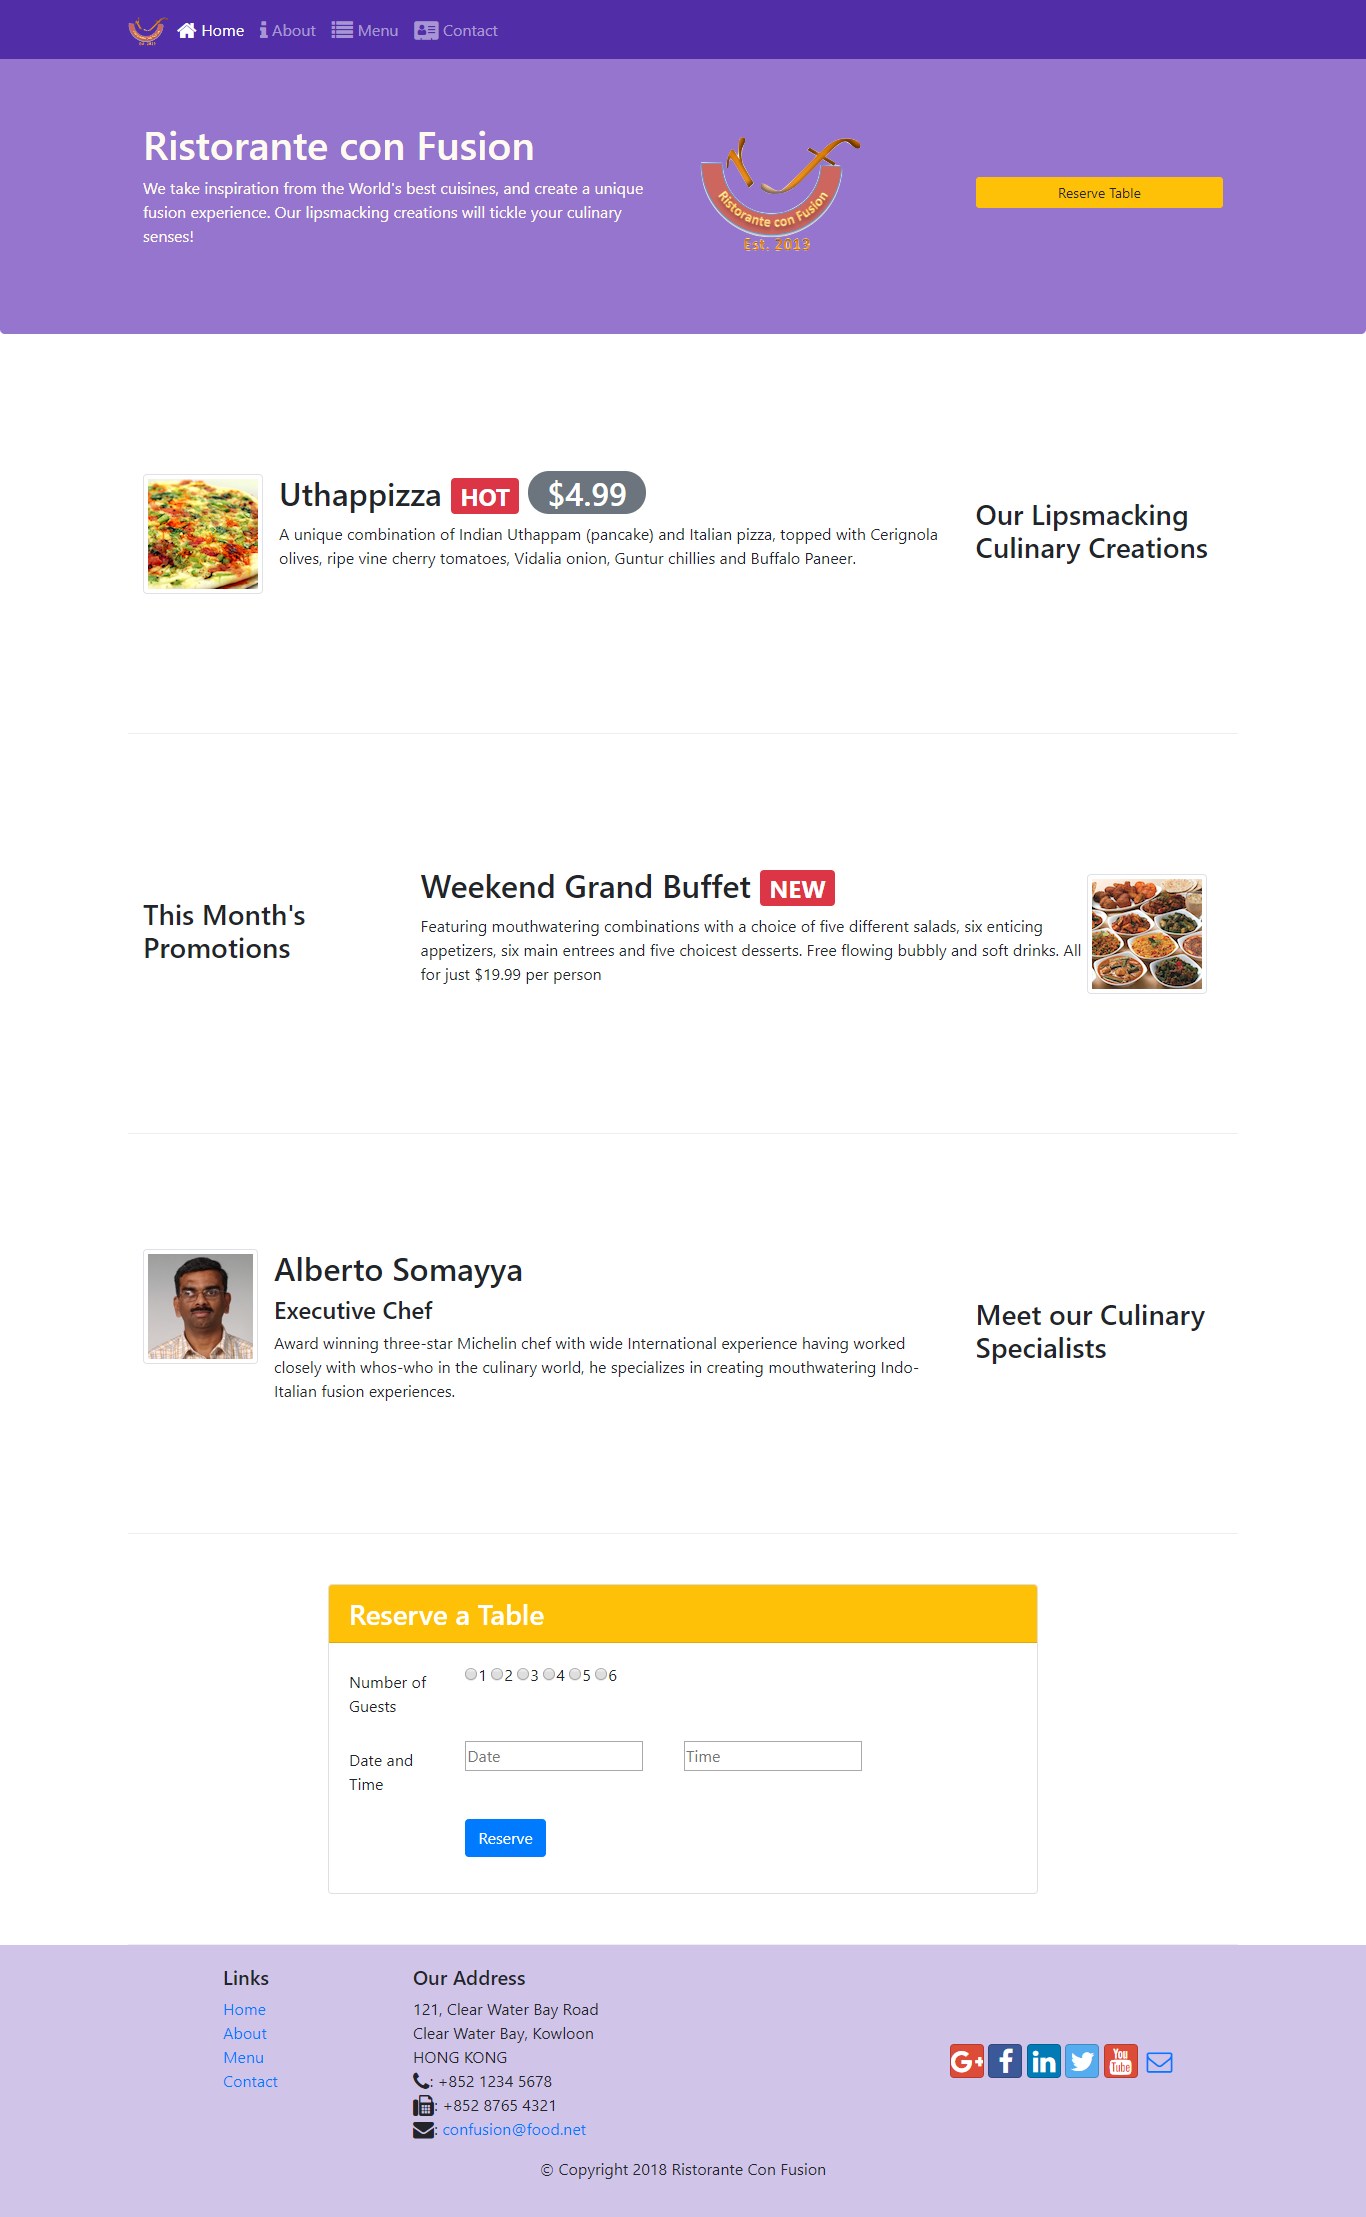 Home About Menu Contact
Ristorante con Fusion
We take inspiration from the World's best cuisines, and create a unique
fusion experience. Our lipsmacking creations will tickle your culinary
senses!
Ristorante con Fusion
Est. 2013
Reserve Table
Uthappizza HOT $4.99
A unique combination of Indian Uthappam (pancake) and Italian pizza, topped with Cerignola
olives, ripe vine cherry tomatoes, Vidalia onion, Guntur chillies and Buffalo Paneer.
Our Lipsmacking
Culinary Creations
This Month's
Promotions
Weekend Grand Buffet NEW
Featuring mouthwatering combinations with a choice of five different salads, six enticing
appetizers, six main entrees and five choicest desserts. Free flowing bubbly and soft drinks. All
for just $19.99 per person
Alberto Somayya
Executive Chef
Award winning three-star Michelin chef with wide International experience having worked
closely with whos-who in the culinary world, he specializes in creating mouthwatering Indo-
Italian fusion experiences.
Meet our Culinary
Specialists
Reserve a Table
Number of
Guests
1 2 3 4 5 6
Date and
Time
Date
Time
Reserve
Links
Home
About
Menu
Contact
Our Address
121, Clear Water Bay Road
Clear Water Bay, Kowloon
HONG KONG
: +852 1234 5678
: +852 8765 4321
: confusion@food.net
G+ f in You Tube
© Copyright 2018 Ristorante Con Fusion